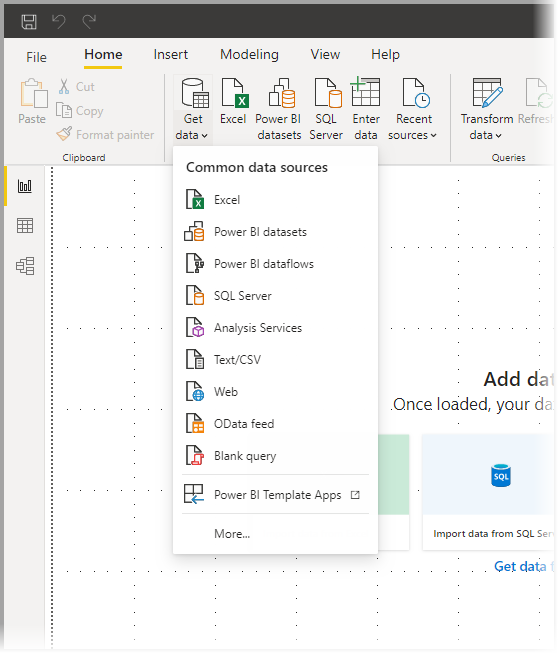 File Home Insert Modeling View Help
Paste
Cut
Copy
Format painter
Clipboard
Get data
Excel
Power BI datasets
SQL Server
Enter data
Recent sources
Transform data
Refresh
Queries
Common data sources
Excel
Power BI datasets
Power BI dataflows
SQL Server
Analysis Services
Text/CSV
Web
OData feed
Blank query
Power BI Template Apps
More...
Add dat
Once loaded, your da
SQL
Import data from SQL Serv
Get data f